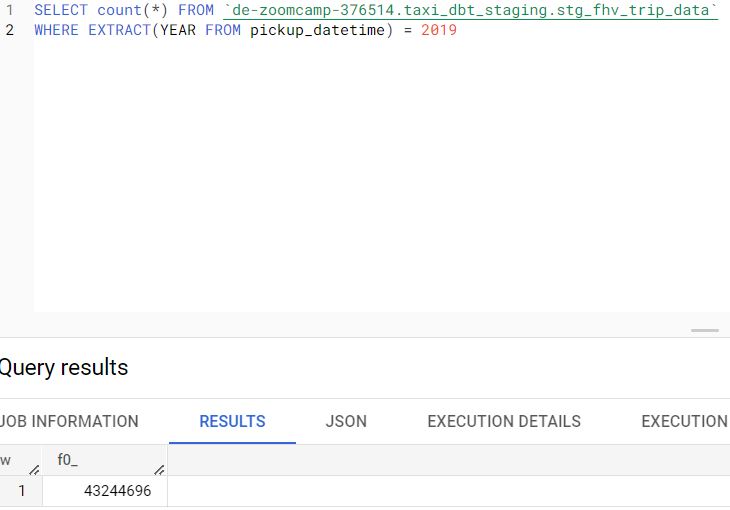 1 SELECT count(*) FROM `de-zoomcamp-376514.taxi_dbt_staging.stg_fhv_trip_data`
2 WHERE EXTRACT(YEAR FROM pickup_datetime) = 2019
Query results
JOB INFORMATION RESULTS JSON EXECUTION DETAILS EXECUTION
w f0_
1 43244696